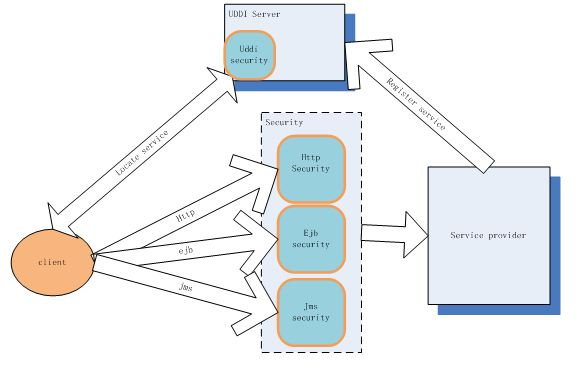 UDDI Server
Uddi
security
Register service
Locate service
Security
Http
Security
Http
Ejb
security
ejb
Service provider
client
Jms
Jms
security